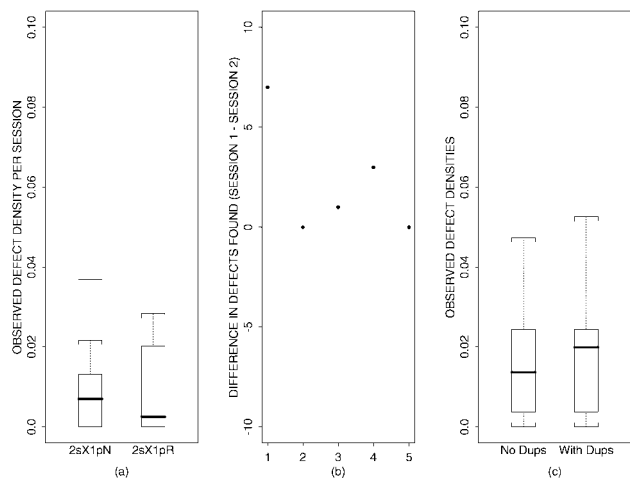 OBSERVED DEFECT DENSITY PER SESSION
0.10
0.08
0.06
0.04
0.02
0.0
2sX1pN 2sX1pR
(a)
DIFFERENCE IN DEFECTS FOUND (SESSION 1 - SESSION 2)
10
5
0
-5
-10
1 2 3 4 5
(b)
OBSERVED DEFECT DENSITIES
0.10
0.08
0.06
0.04
0.02
0.0
No Dups With Dups
(c)